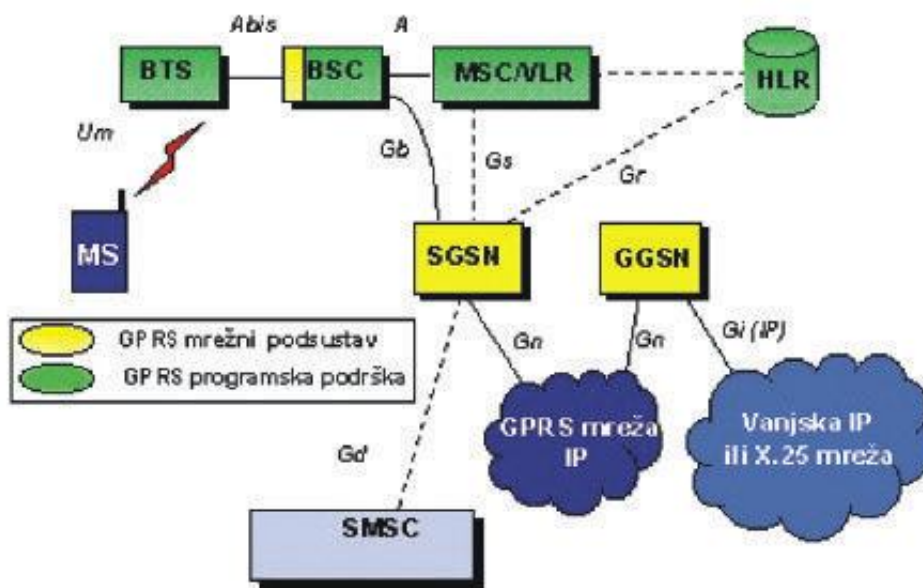 Abis
A
BTS
BSC
MSC/VLR
HLR
Um
Gb
Gs
Gr
MS
SGSN
GGSN
GPRS mrežni podsustav
GPRS programska podrška
Gn
Gn
Gi (IP)
GPRS mreža
IP
Vanjska IP
ili X.25 mreža
Gd
SMSC